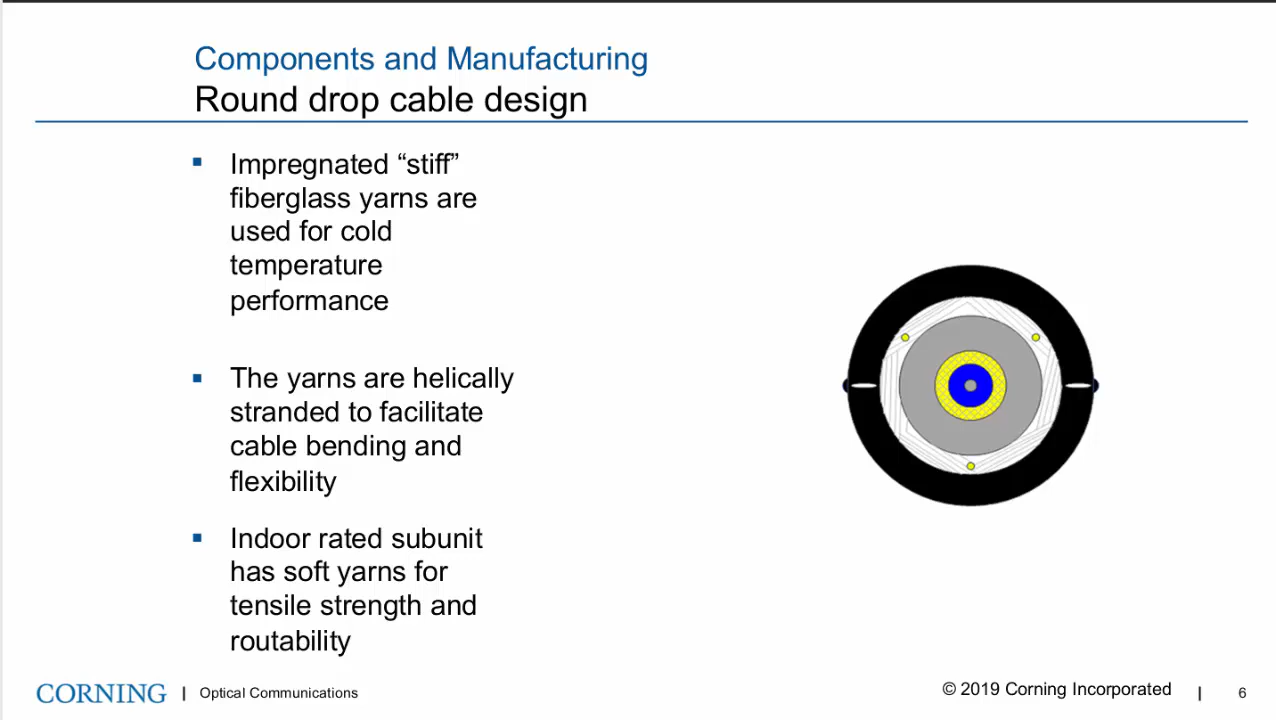 Components and Manufacturing
Round drop cable design
▪ Impregnated “stiff”
fiberglass yarns are
used for cold
temperature
performance
▪ The yarns are helically
stranded to facilitate
cable bending and
flexibility
▪ Indoor rated subunit
has soft yarns for
tensile strength and
routability
CORNING | Optical Communications
© 2019 Corning Incorporated | 6